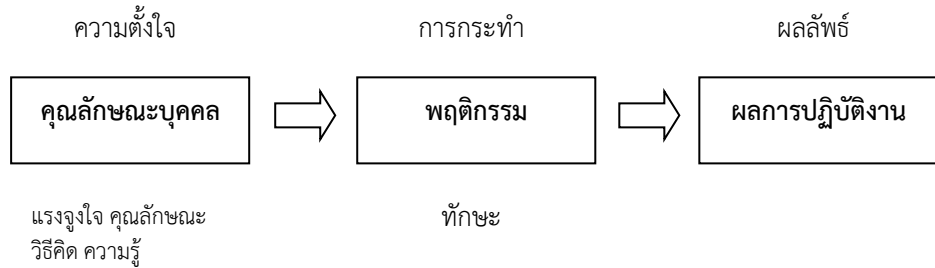 ความตั้งใจ การกระทำ ผลลัพธ์
คุณลักษณะบุคคล พฤติกรรม ผลการปฏิบัติงาน
แรงจูงใจ คุณลักษณะ ทักษะ
วิธีคิด ความรู้